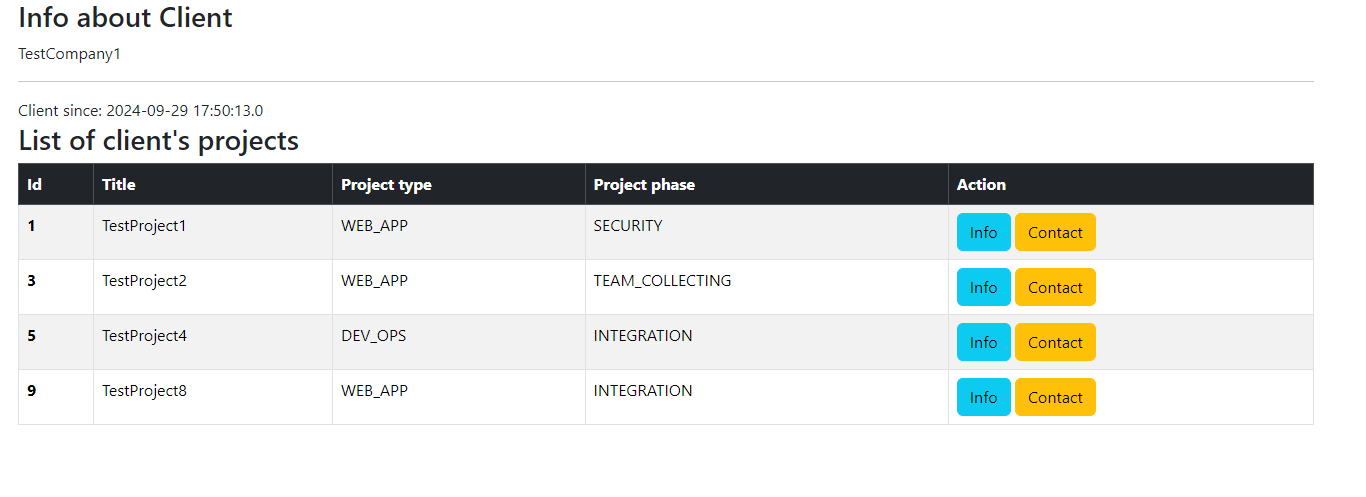 Info about Client
TestCompany1
Client since: 2024-09-29 17:50:13.0
List of client's projects
Id Title Project type Project phase Action
1 TestProject1 WEB_APP SECURITY Info Contact
3 TestProject2 WEB_APP TEAM_COLLECTING Info Contact
5 TestProject4 DEV_OPS INTEGRATION Info Contact
9 TestProject8 WEB_APP INTEGRATION Info Contact